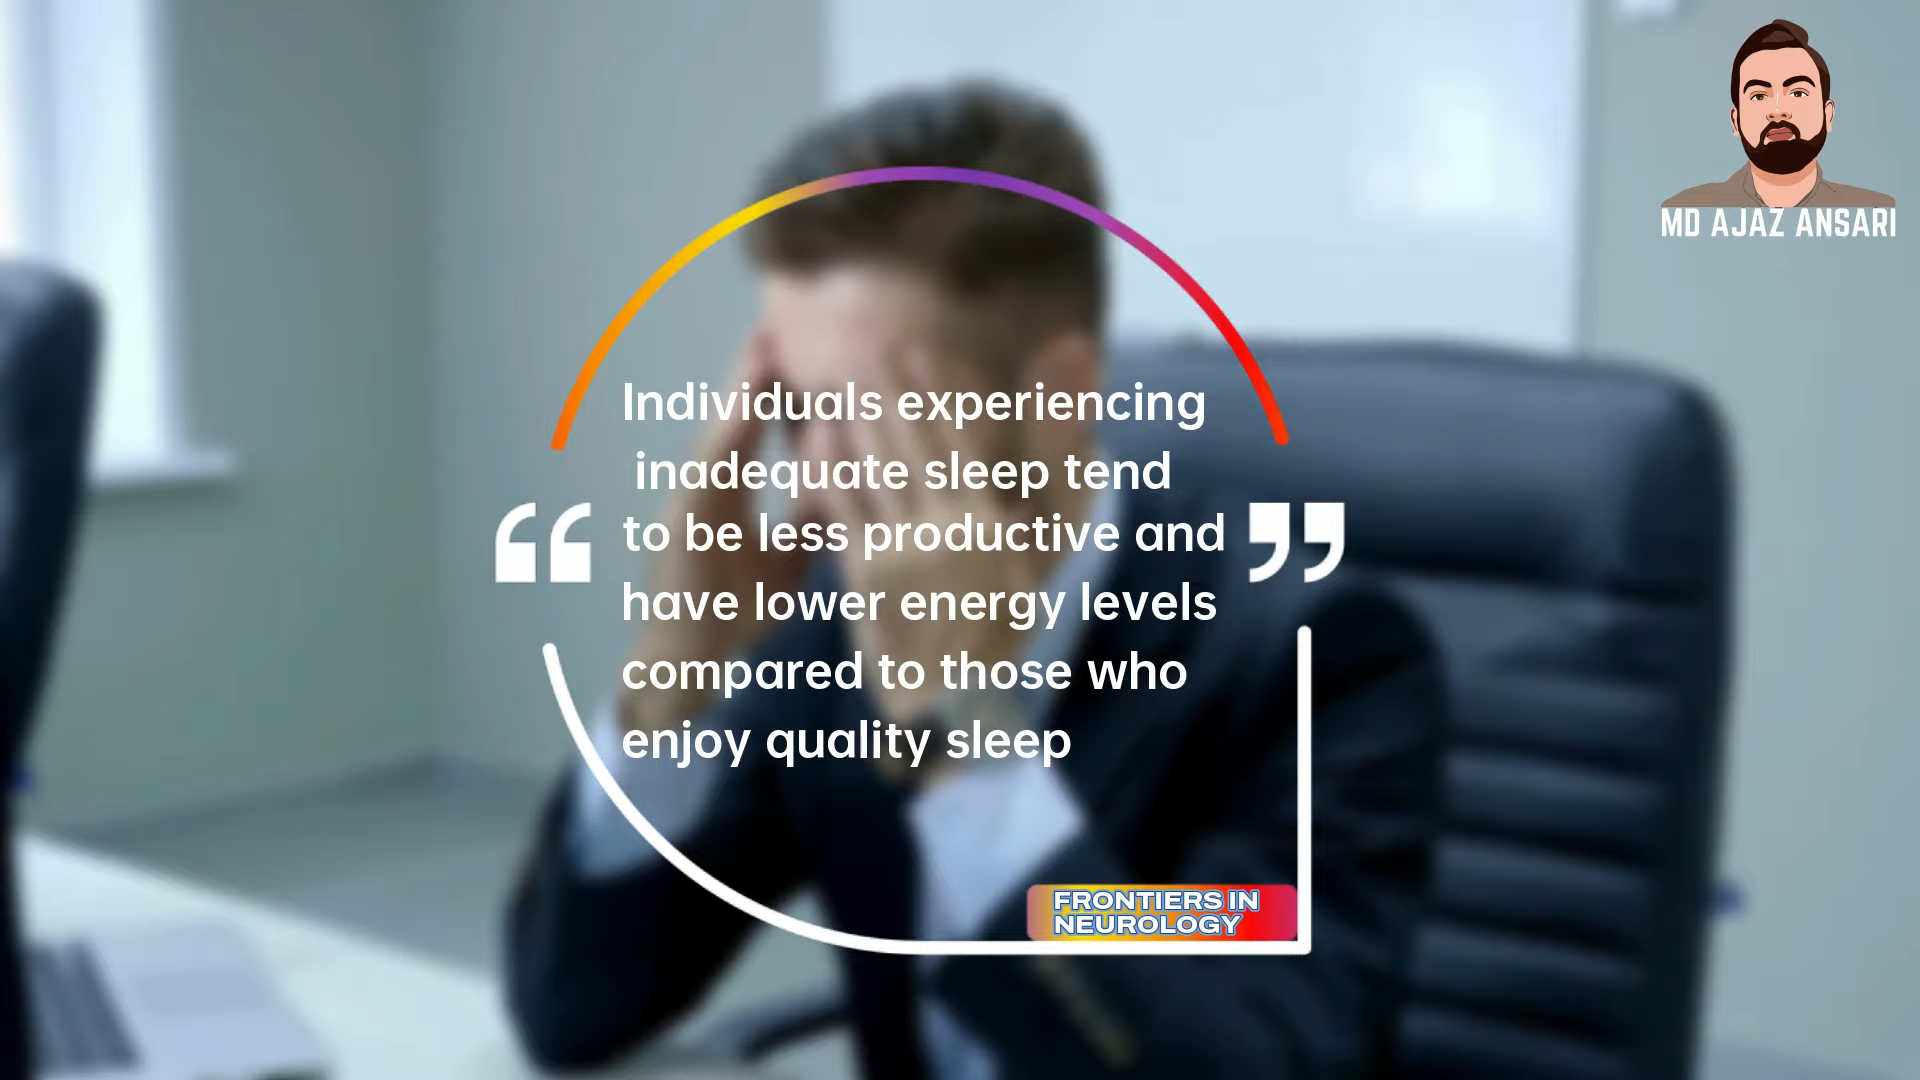 MD AJAZ ANSARI
Individuals experiencing
inadequate sleep tend
to be less productive and
have lower energy levels
compared to those who
enjoy quality sleep
FRONTIERS IN
NEUROLOGY